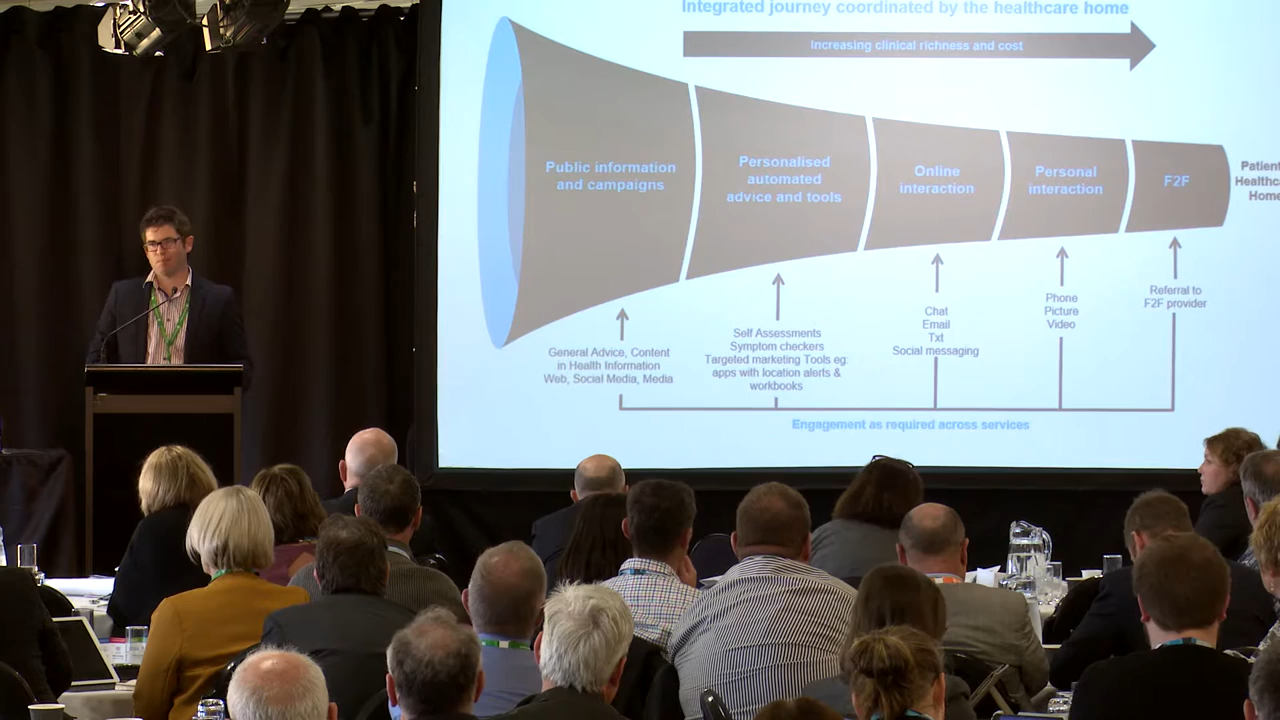 Integrated journey coordinated by the healthcare home
Increasing clinical richness and cost
Public information
and campaigns
Personalised
automated
advice and tools
Online
interaction
Personal
interaction
F2F
Patient
Healthca
Home
General Advice, Content
in Health Information
Web, Social Media, Media
Self Assessments
Symptom checkers
Targeted marketing Tools eg:
apps with location alerts &
workbooks
Chat
Email
Txt
Social messaging
Phone
Picture
Video
Referral to
F2F provider
Engagement as required across services